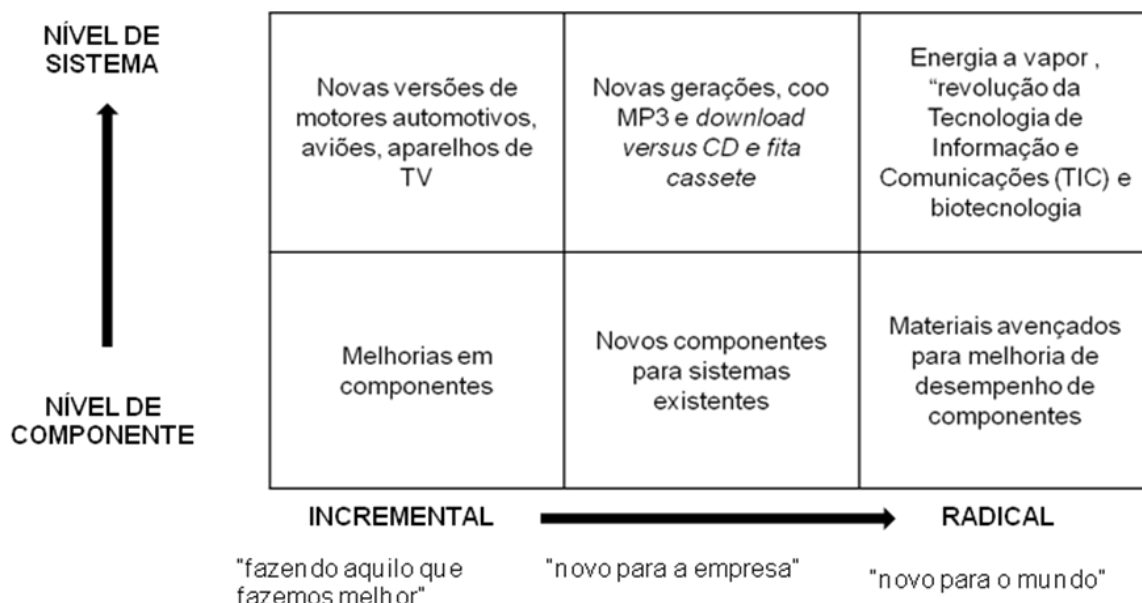 NÍVEL DE
SISTEMA
Novas versões de
motores automotivos,
aviões, aparelhos de
TV
Novas gerações, coo
MP3 e download
versus CD e fita
cassete
Energia a vapor ,
“revolução da
Tecnologia de
Informação e
Comunicações (TIC) e
biotecnologia
NÍVEL DE
COMPONENTE
Melhorias em
componentes
Novos componentes
para sistemas
existentes
Materiais avençados
para melhoria de
desempenho de
componentes
INCREMENTAL
RADICAL
"fazendo aquilo que
fazemos melhor"
"novo para a empresa"
"novo para o mundo"